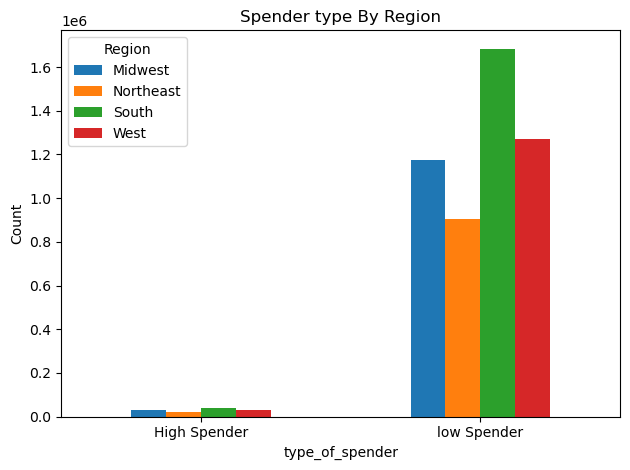 Spender type By Region
1e6
Region
Midwest
Northeast
South
West
1.6
1.4
1.2
1.0
0.8
0.6
0.4
0.2
0.0
Count
High Spender
low Spender
type_of_spender